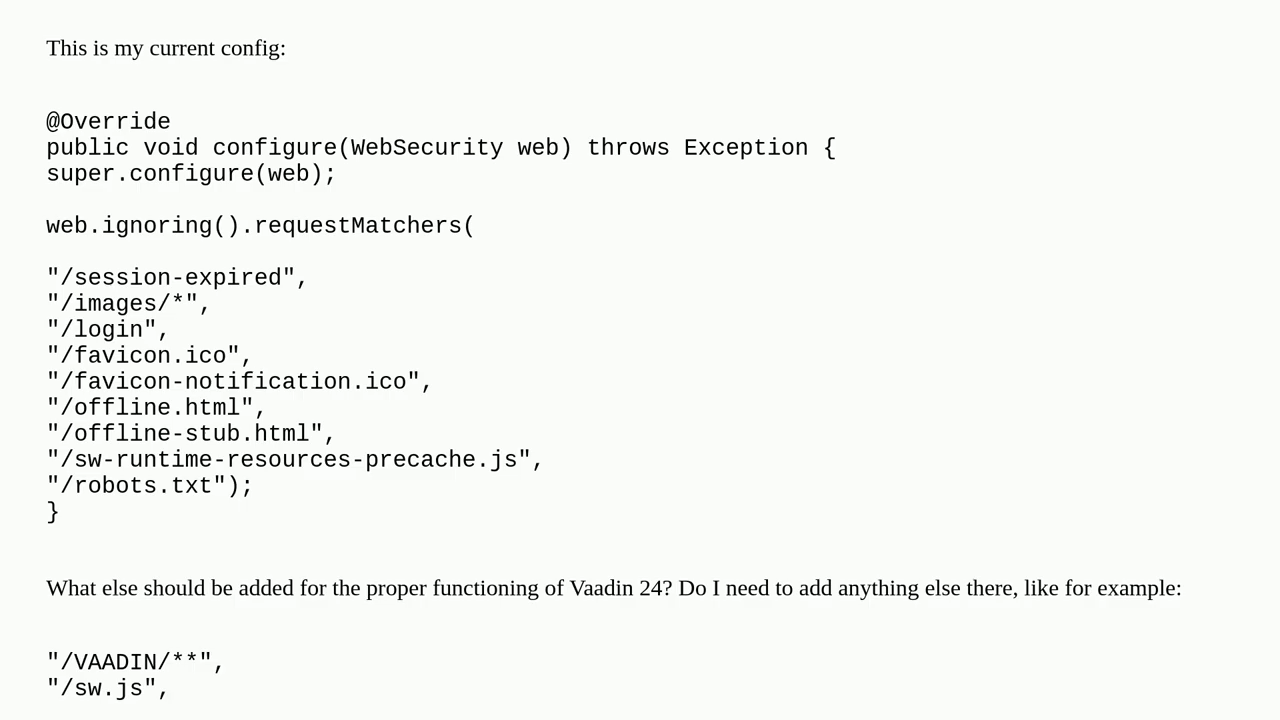 This is my current config:
@Override
public void configure(WebSecurity web) throws Exception {
super.configure(web);
web.ignoring().requestMatchers(
"/session-expired",
"/images/*",
"/login",
"/favicon.ico",
"/favicon-notification.ico",
"/offline.html",
"/offline-stub.html",
"/sw-runtime-resources-precache.js",
"/robots.txt");
}
What else should be added for the proper functioning of Vaadin 24? Do I need to add anything else there, like for example:
"/VAADIN/**",
"/sw.js",